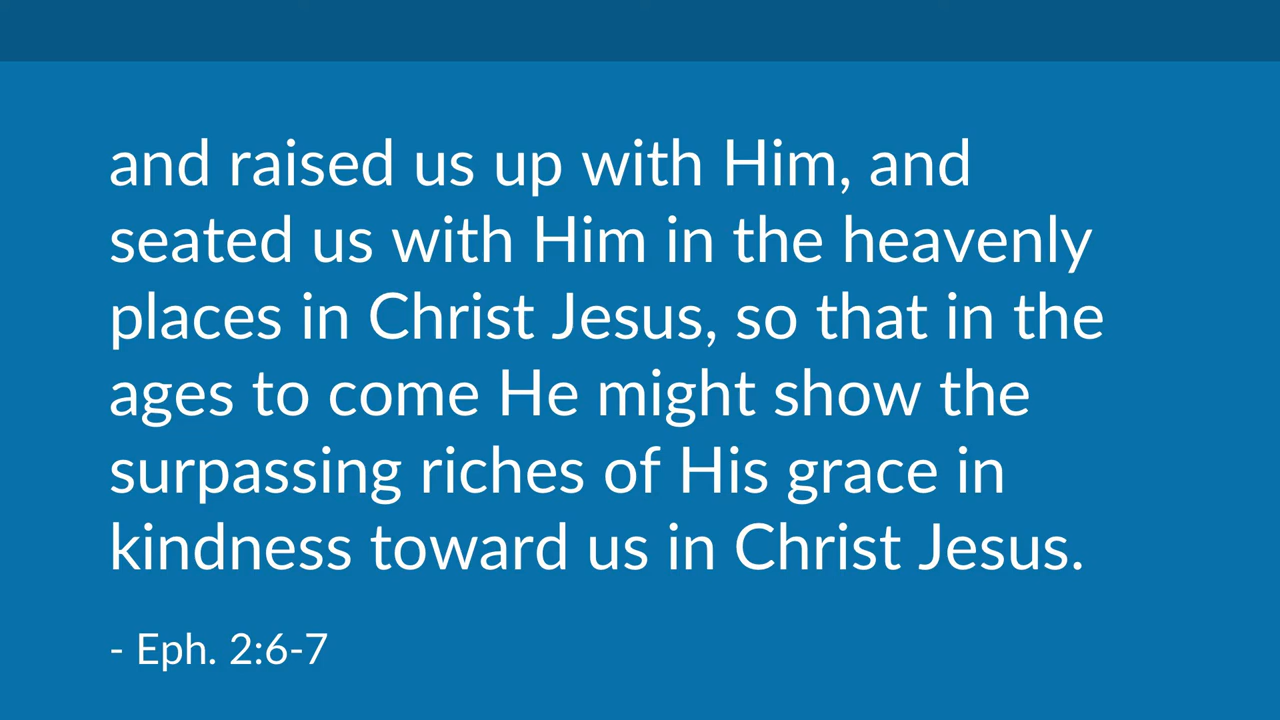 and raised us up with Him, and
seated us with Him in the heavenly
places in Christ Jesus, so that in the
ages to come He might show the
surpassing riches of His grace in
kindness toward us in Christ Jesus.
- Eph. 2:6-7